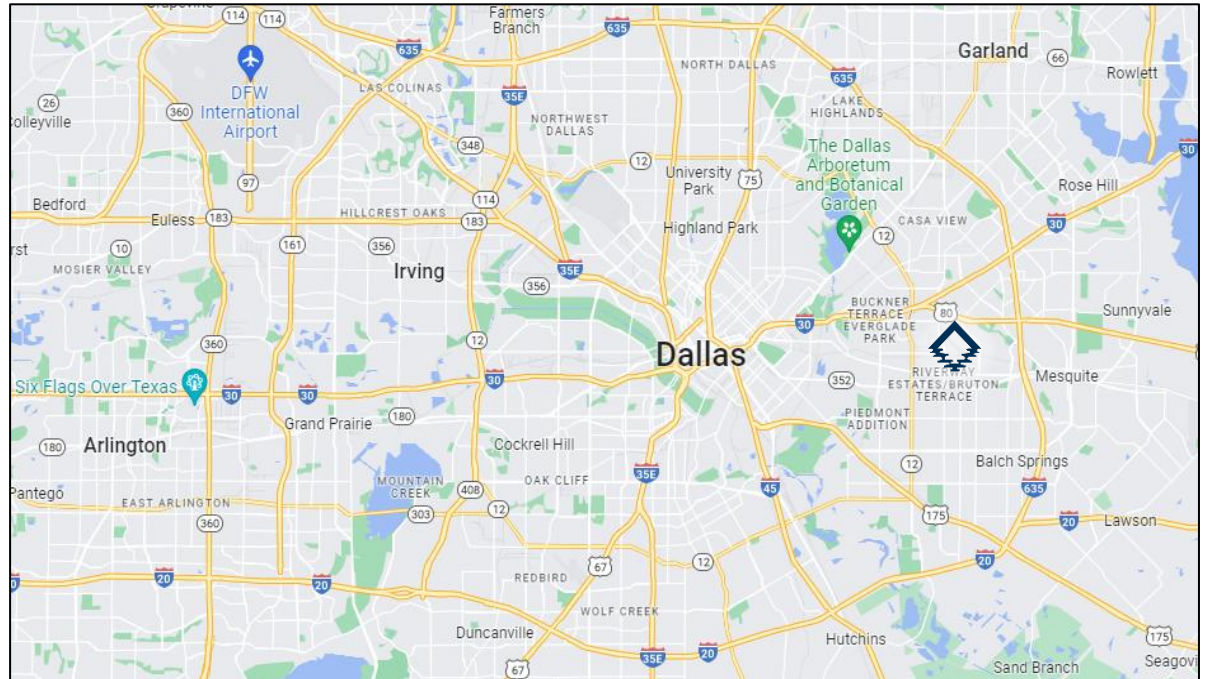 Farmers
Branch
114
114
114
635
635
Garland
66
NORTH DALLAS
635
Rowlett
DFW
International
Airport
LAS COLINAS
35E
26
360
LAKE
HIGHLANDS
NORTHWEST
DALLAS
348
The Dallas
Arboretum
and Botanical
Garden
30
12
University
Park
75
97
Rose Hill
114
Bedford
Euless
183
HILLCREST OAKS
183
Highland Park
CASA VIEW
30
12
161
10
356
MOSIER VALLEY
Irving
35E
356
BUCKNER
TERRACE /
EVERGLADE
PARK
80
Sunnyvale
30
360
12
Dallas
352
RIVERWAY
ESTATES/BRUTON
TERRACE
Mesquite
Six Flags Over Texas
30
30
30
PIEDMONT
ADDITION
Grand Prairie
180
180
Arlington
Cockrell Hill
12
Balch Springs
MOUNTAIN
CREEK
OAK CLIFF
35E
408
45
635
EAST ARLINGTON
303
12
360
175
20
Lawson
12
67
20
20
20
REDBIRD
WOLF CREEK
Duncanville
Hutchins
175
35E
20
67
Sand Branch